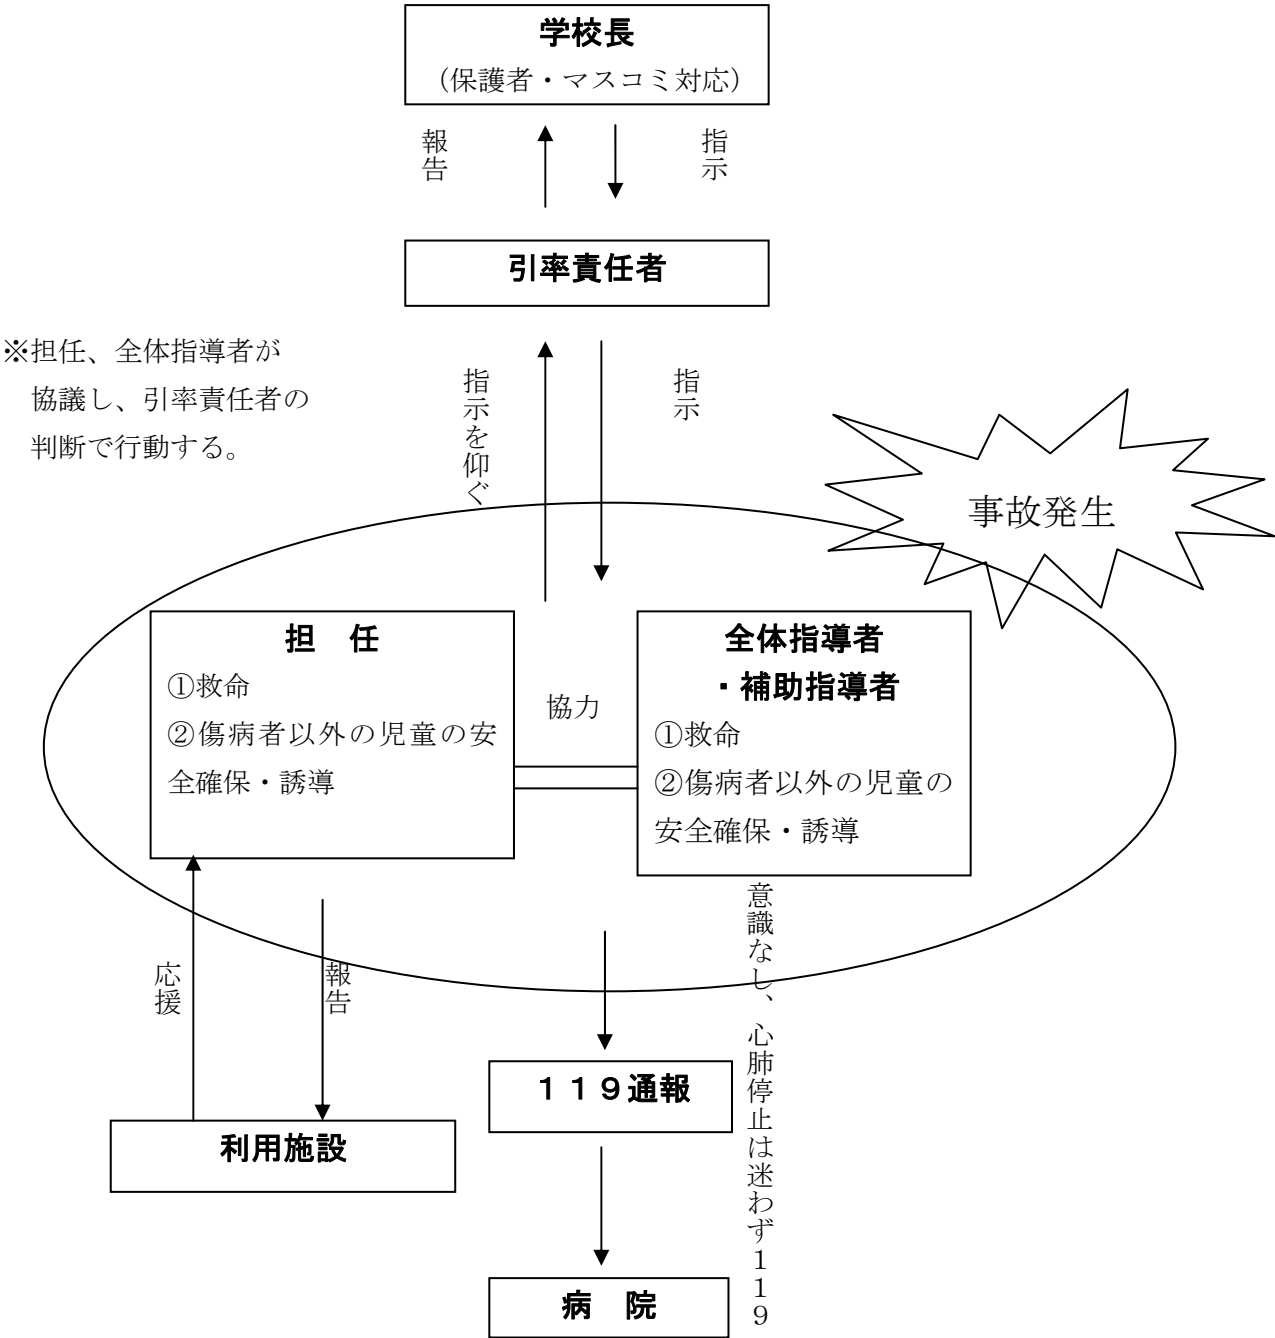 学校長
（保護者・マスコミ対応）
報告
指示
引率責任者
※担任、全体指導者が
協議し、引率責任者の
判断で行動する。
指示を仰ぐ
指示
事故発生
担　任
①救命
②傷病者以外の児童の安
全確保・誘導
協力
全体指導者
・補助指導者
①救命
②傷病者以外の児童の
安全確保・誘導
応援
報告
意識なし、心肺停止は迷わず１１９
１１９通報
利用施設
病　院